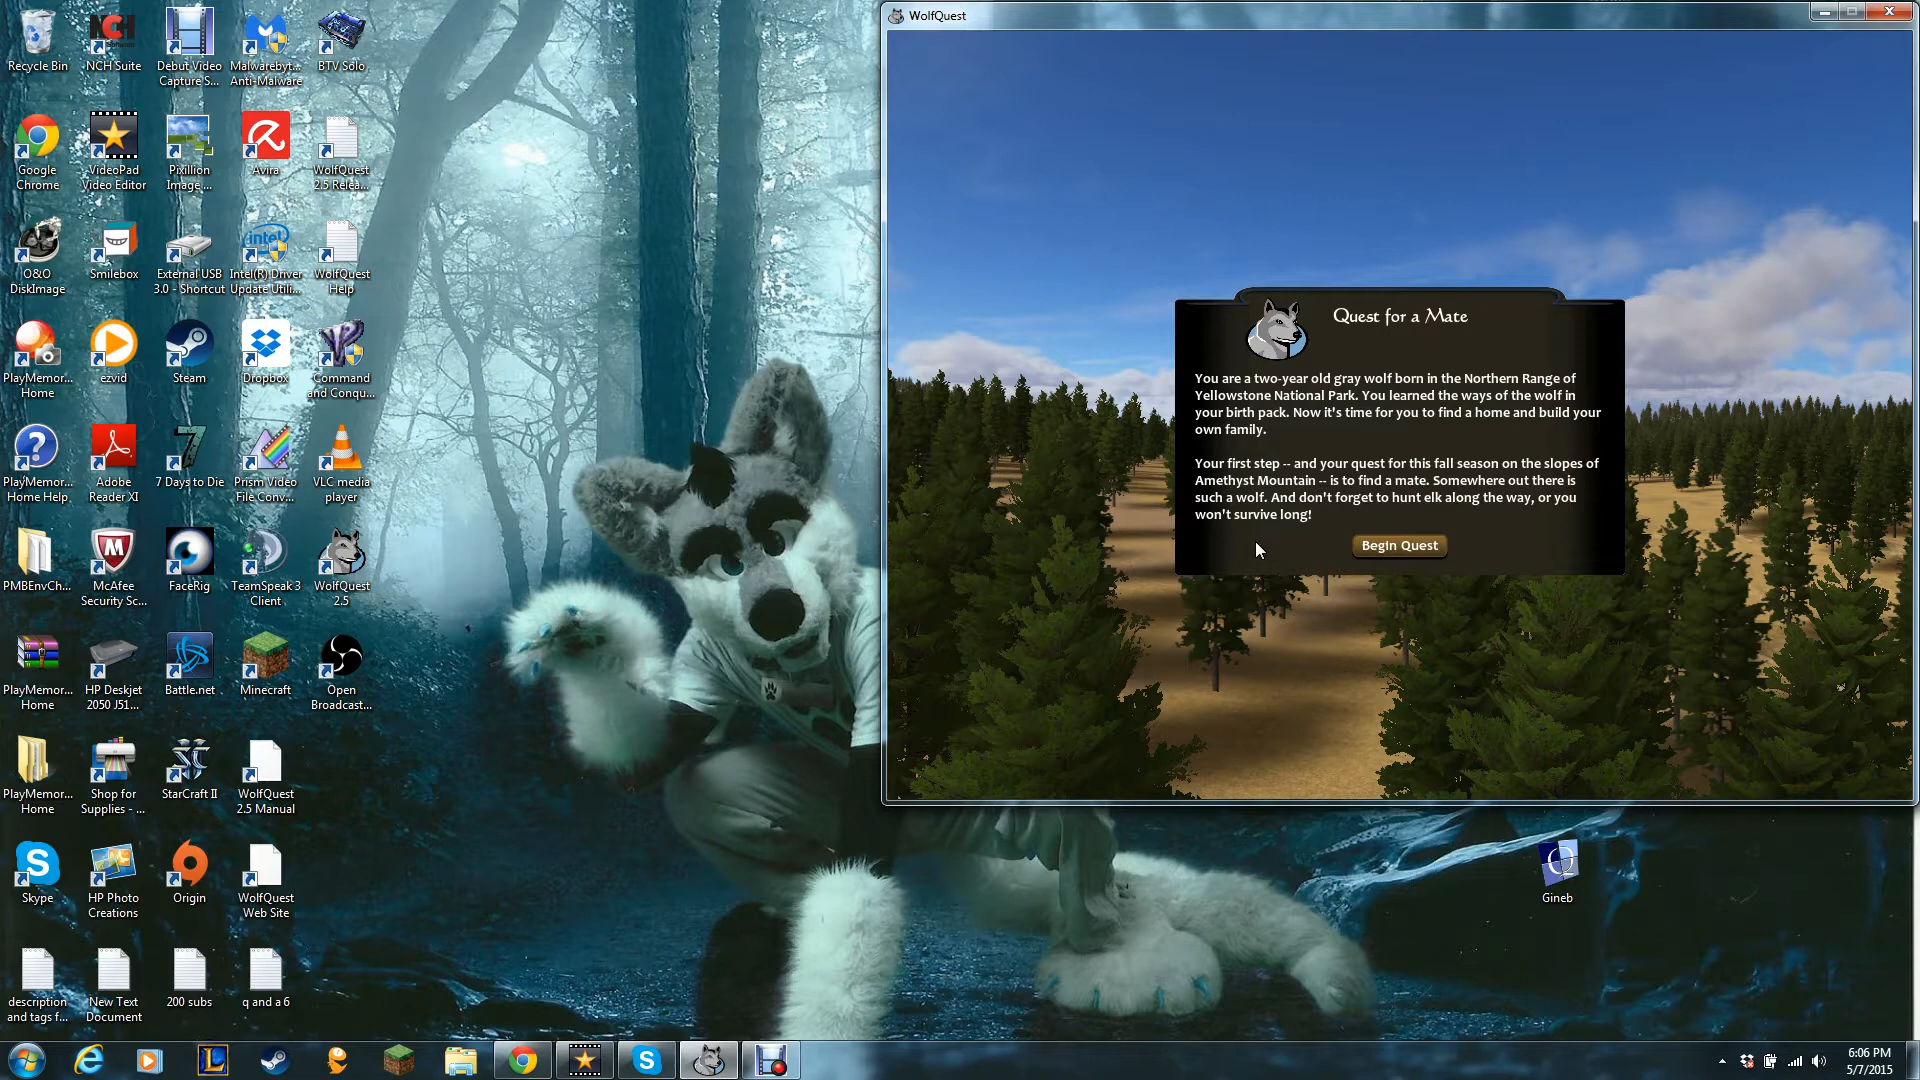 Recycle Bin
NCH Suite
Debut Video
Capture S...
Malwareby...
Anti-Malware
BTV Solo
Google
Chrome
VideoPad
Video Editor
Pixillion
Image ...
Avira
WolfQuest
2.5 Relea...
O&O
DiskImage
Smilebox
External USB
3.0 - Shortcut
Intel(R) Driver
Update Utili...
WolfQuest
Help
PlayMemor...
Home
ezvid
Steam
Dropbox
Command
and Conqu...
PlayMemor...
Home Help
Adobe
Reader XI
7 Days to Die
Prism Video
File Conv...
VLC media
player
PMBEnvCh...
McAfee
Security Sc...
FaceRig
TeamSpeak 3
Client
WolfQuest
2.5
PlayMemor...
Home
HP Deskjet
2050 J51...
Battle.net
Minecraft
Open
Broadcast...
PlayMemor...
Home
Shop for
Supplies - ...
StarCraft II
WolfQuest
2.5 Manual
Skype
HP Photo
Creations
Origin
WolfQuest
Web Site
description
and tags f...
New Text
Document
200 subs
q and a 6
WolfQuest
Quest for a Mate
You are a two-year old gray wolf born in the Northern Range of
Yellowstone National Park. You learned the ways of the wolf in
your birth pack. Now it's time for you to find a home and build your
own family.
Your first step -- and your quest for this fall season on the slopes of
Amethyst Mountain -- is to find a mate. Somewhere out there is
such a wolf. And don't forget to hunt elk along the way, or you
won't survive long!
Begin Quest
Gineb
6:06 PM
5/7/2015